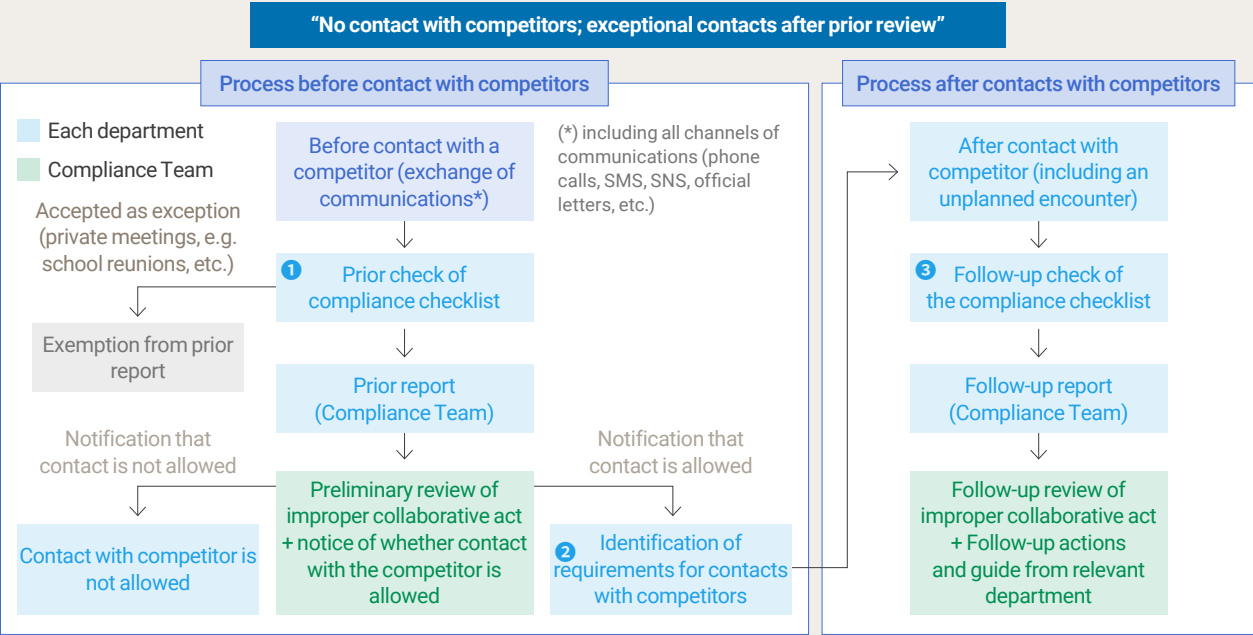 “No contact with competitors; exceptional contacts after prior review”
Process before contact with competitors
Each department
Compliance Team
Before contact with a
competitor (exchange of
communications*)
(*) including all channels of
communications (phone
calls, SMS, SNS, official
letters, etc.)
Accepted as exception
(private meetings, e.g.
school reunions, etc.)
1 Prior check of
compliance checklist
Exemption from prior
report
Prior report
(Compliance Team)
Notification that
contact is not allowed
Notification that
contact is allowed
Contact with competitor is
not allowed
Preliminary review of
improper collaborative act
+ notice of whether contact
with the competitor is
allowed
2 Identification of
requirements for contacts
with competitors
Process after contacts with competitors
After contact with
competitor (including an
unplanned encounter)
3 Follow-up check of
the compliance checklist
Follow-up report
(Compliance Team)
Follow-up review of
improper collaborative act
+ Follow-up actions
and guide from relevant
department